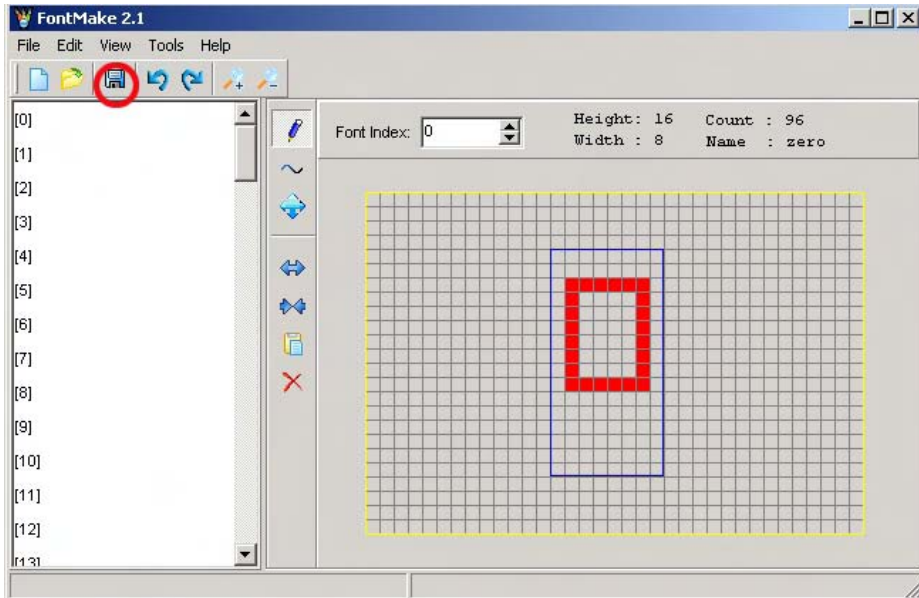 FontMake 2.1
File Edit View Tools Help
[0]
[1]
[2]
[3]
[4]
[5]
[6]
[7]
[8]
[9]
[10]
[11]
[12]
[13]
Font Index: 0
Height: 16 Count : 96
Width : 8 Name : zero